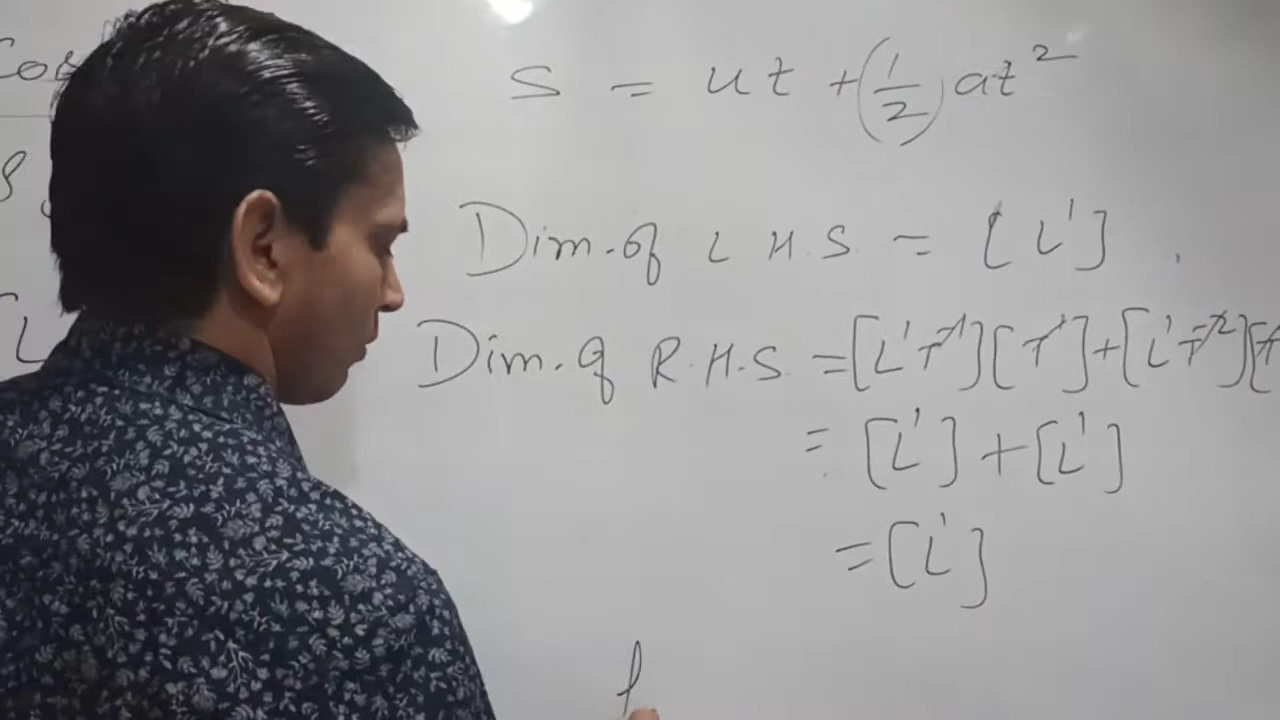 S = ut + (1/2) at²
Dim. of L.H.S. = [L¹]
Dim. of R.H.S. = [L¹T⁻¹][T¹] + [L¹T⁻²][T
= [L¹] + [L¹]
= [L¹]